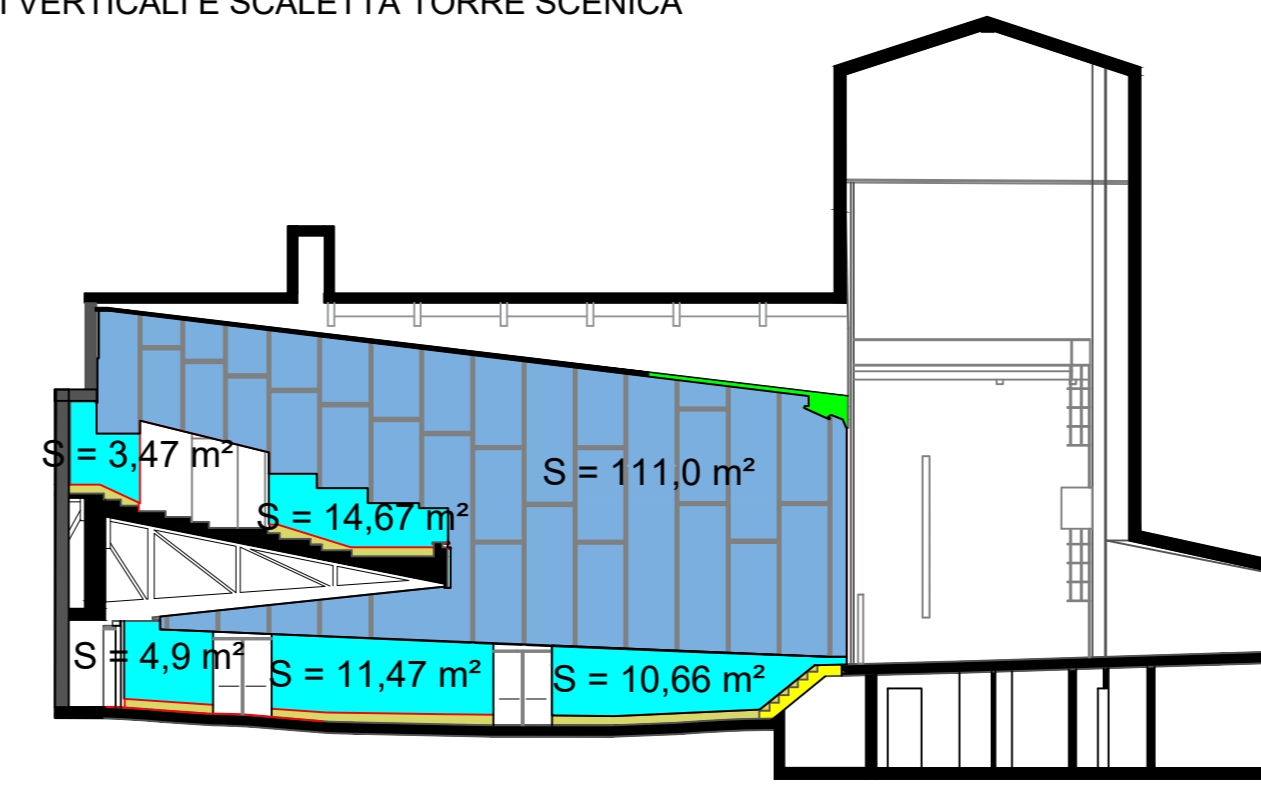 VERTICALI E SCALETTA TORRE SCENICA
S = 3,47 m²
S = 111,0 m²
S = 14,67 m²
S = 4,9 m²
S = 11,47 m²
S = 10,66 m²